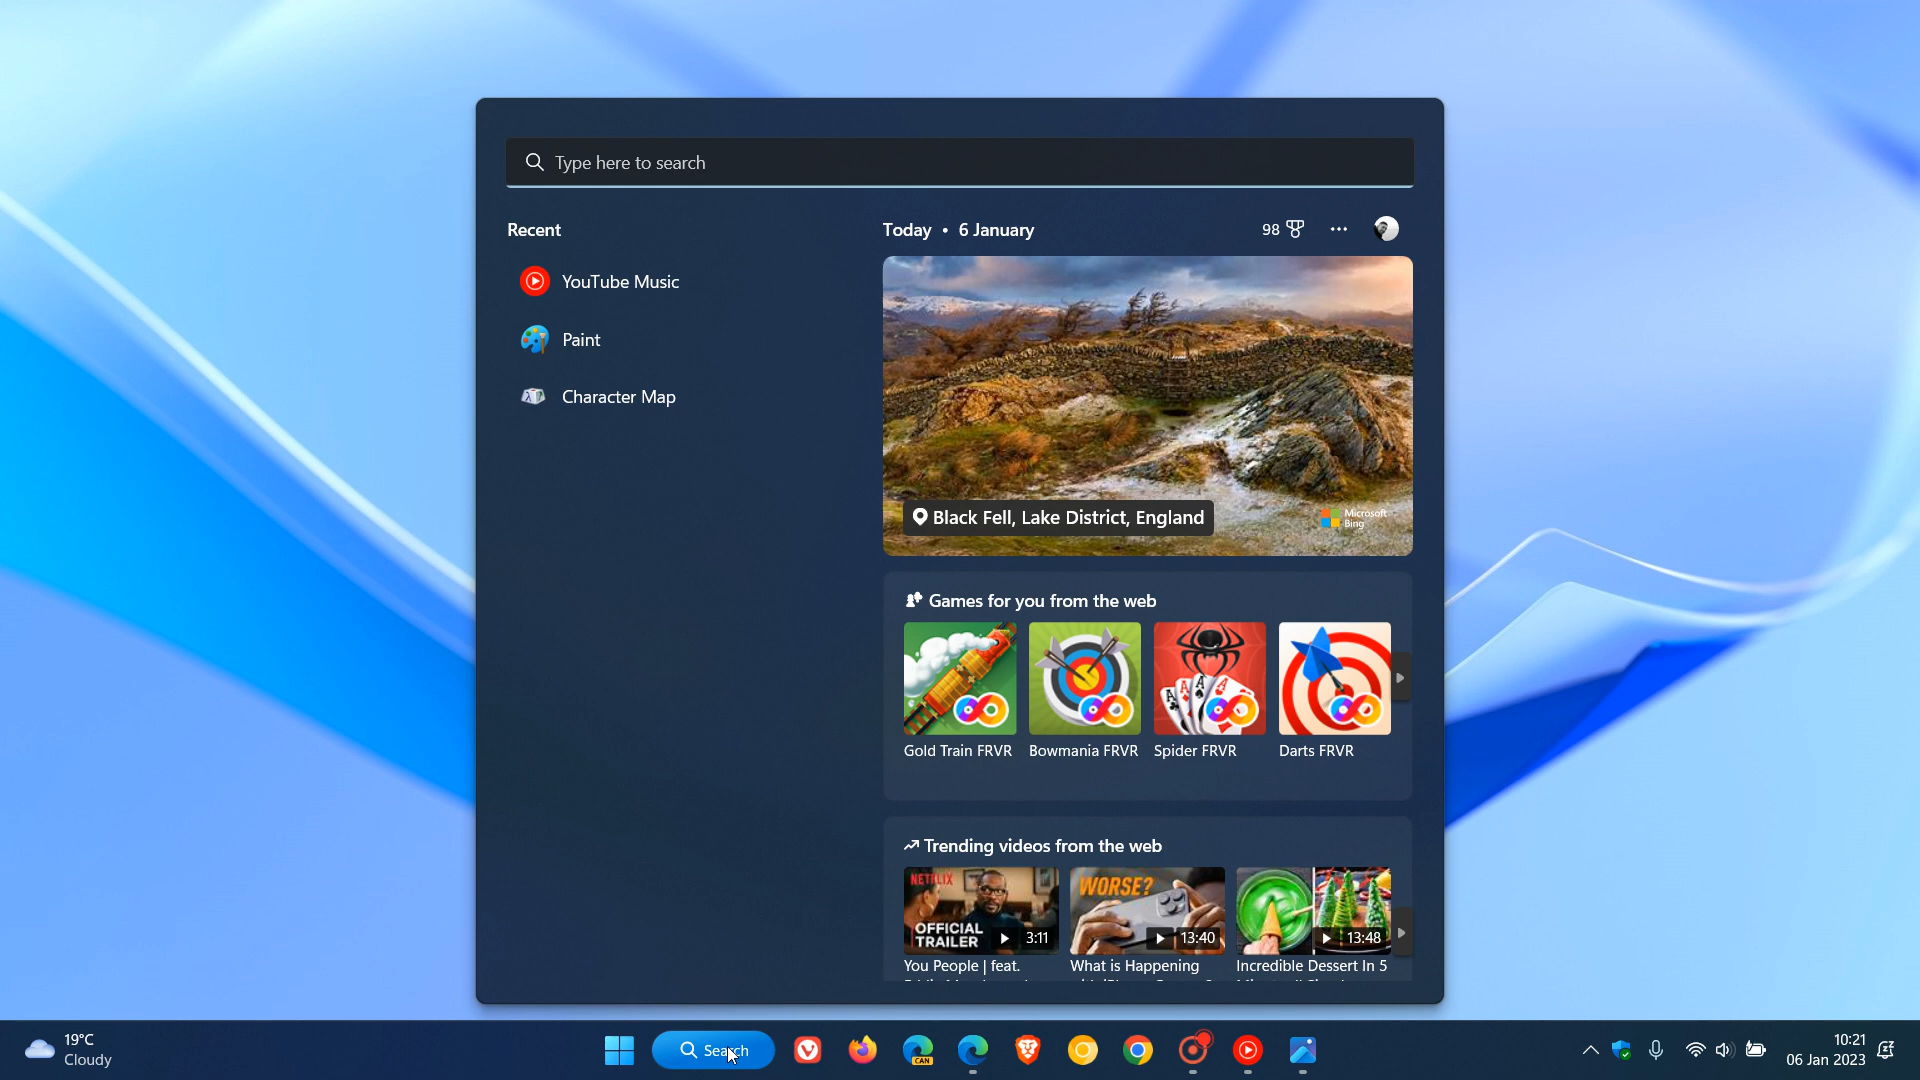 Type here to search
Recent
YouTube Music
Paint
Character Map
Today • 6 January
98
Black Fell, Lake District, England
Microsoft
Bing
Games for you from the web
Gold Train FRVR
Bowmania FRVR
Spider FRVR
Darts FRVR
Trending videos from the web
NETFLIX
OFFICIAL
TRAILER
3:11
WORSE?
13:40
13:48
You People | feat.
What is Happening
Incredible Dessert In 5
19°C
Cloudy
Search
CAN
10:21
06 Jan 2023